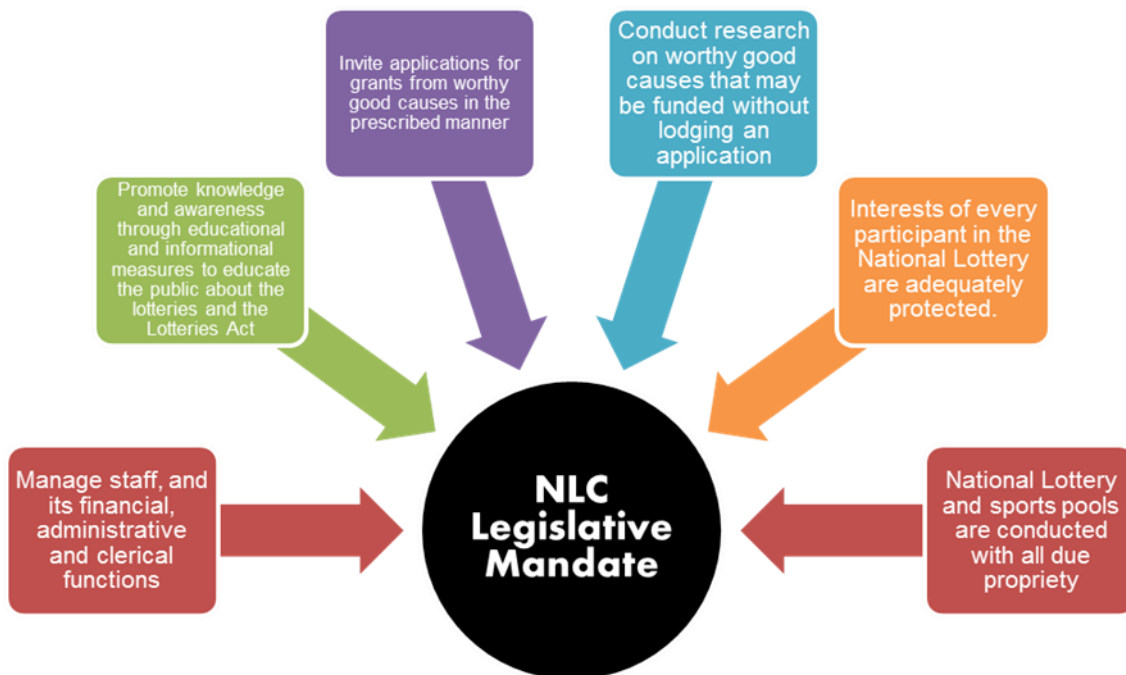 Invite applications for
grants from worthy
good causes in the
prescribed manner
Conduct research
on worthy good
causes that may
be funded without
lodging an
application
Promote knowledge
and awareness
through educational
and informational
measures to educate
the public about the
lotteries and the
Lotteries Act
Interests of every
participant in the
National Lottery
are adequately
protected.
Manage staff, and
its financial,
administrative
and clerical
functions
NLC
Legislative
Mandate
National Lottery
and sports pools
are conducted
with all due
propriety